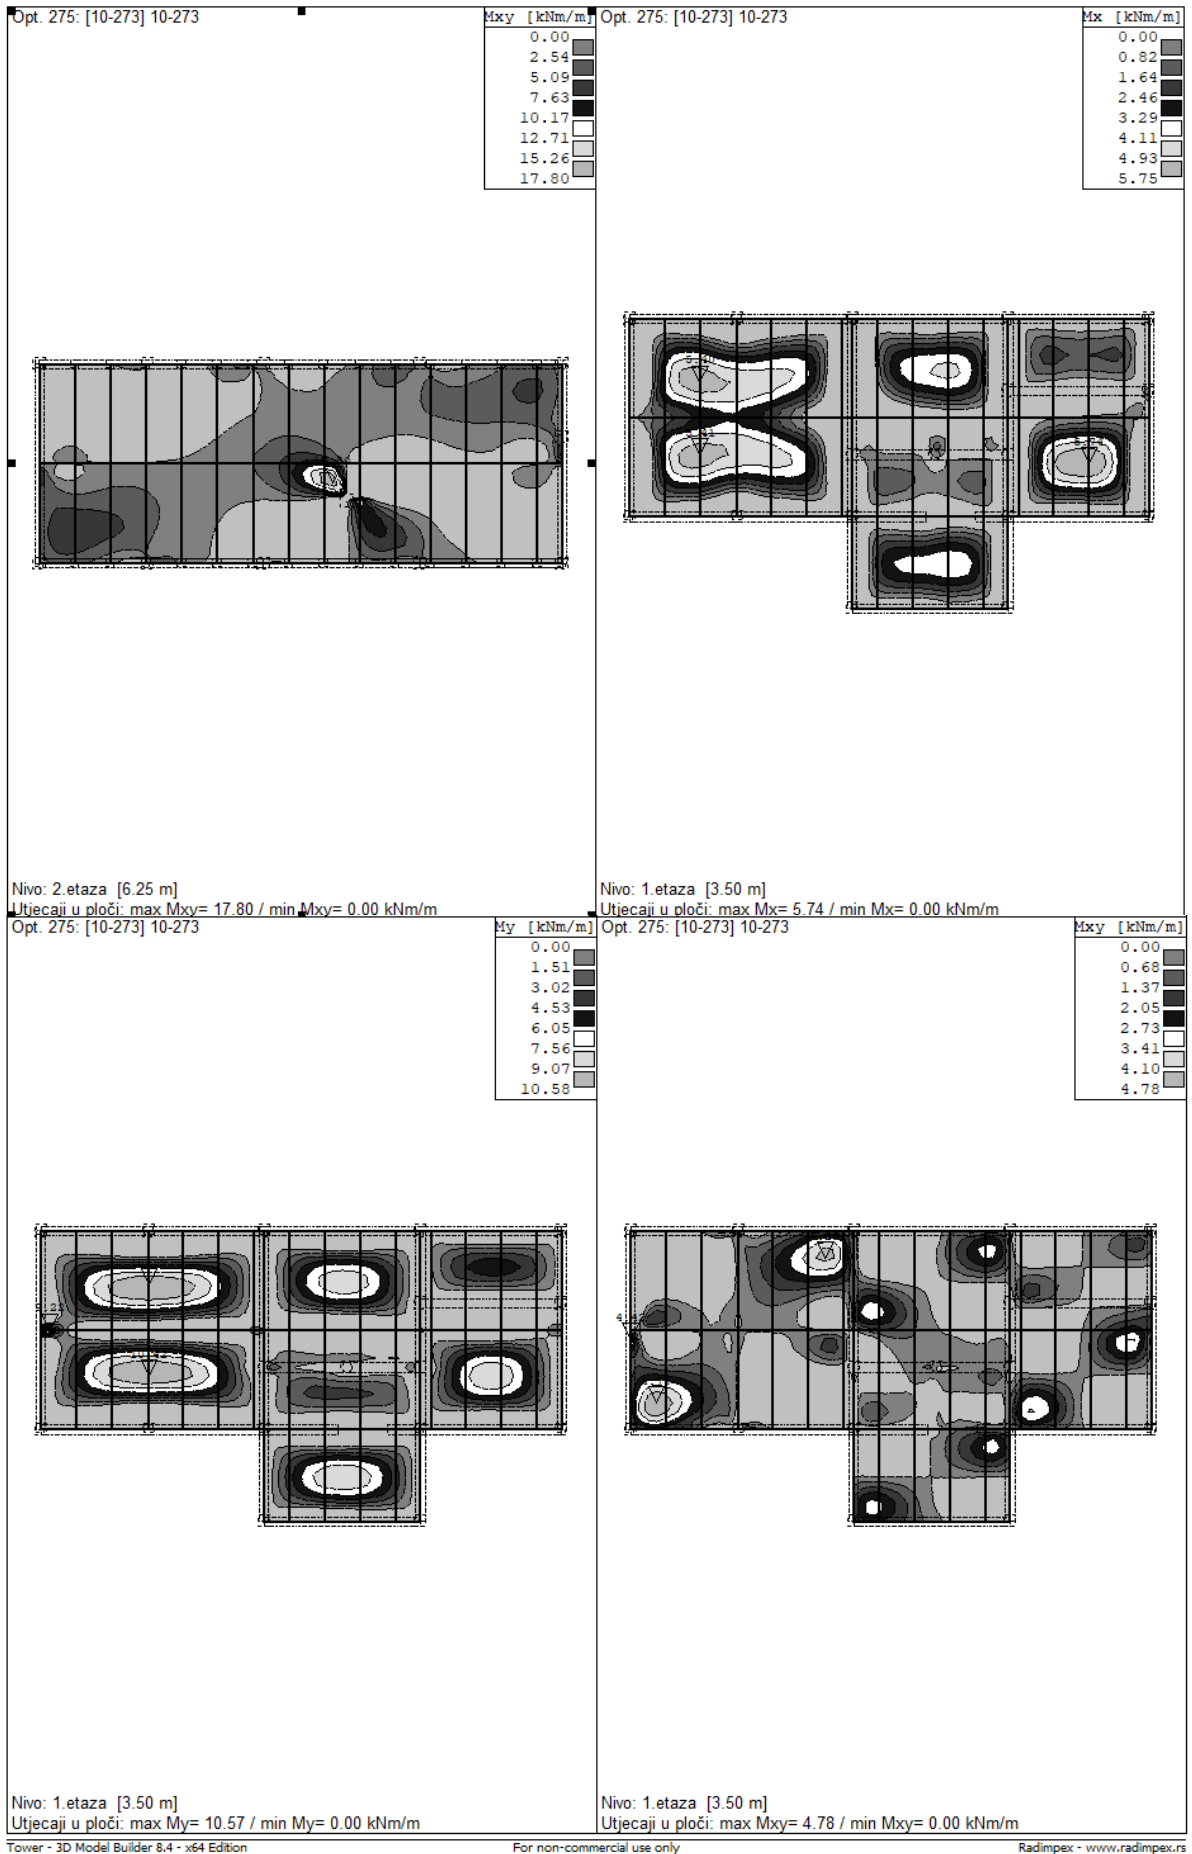 Opt. 275: [10-273] 10-273
Mxy [kNm/m]
0.00
2.54
5.09
7.63
10.17
12.71
15.26
17.80
Nivo: 2.etaza [6.25 m]
Utjecaji u ploči: max Mxy= 17.80 / min Mxy= 0.00 kNm/m
Opt. 275: [10-273] 10-273
Mx [kNm/m]
0.00
0.82
1.64
2.46
3.29
4.11
4.93
5.75
Nivo: 1.etaza [3.50 m]
Utjecaji u ploči: max Mx= 5.74 / min Mx= 0.00 kNm/m
Opt. 275: [10-273] 10-273
My [kNm/m]
0.00
1.51
3.02
4.53
6.05
7.56
9.07
10.58
Nivo: 1.etaza [3.50 m]
Utjecaji u ploči: max My= 10.57 / min My= 0.00 kNm/m
Opt. 275: [10-273] 10-273
Mxy [kNm/m]
0.00
0.68
1.37
2.05
2.73
3.41
4.10
4.78
Nivo: 1.etaza [3.50 m]
Utjecaji u ploči: max Mxy= 4.78 / min Mxy= 0.00 kNm/m
Tower - 3D Model Builder 8.4 - x64 Edition
For non-commercial use only
Radimpex - www.radimpex.rs